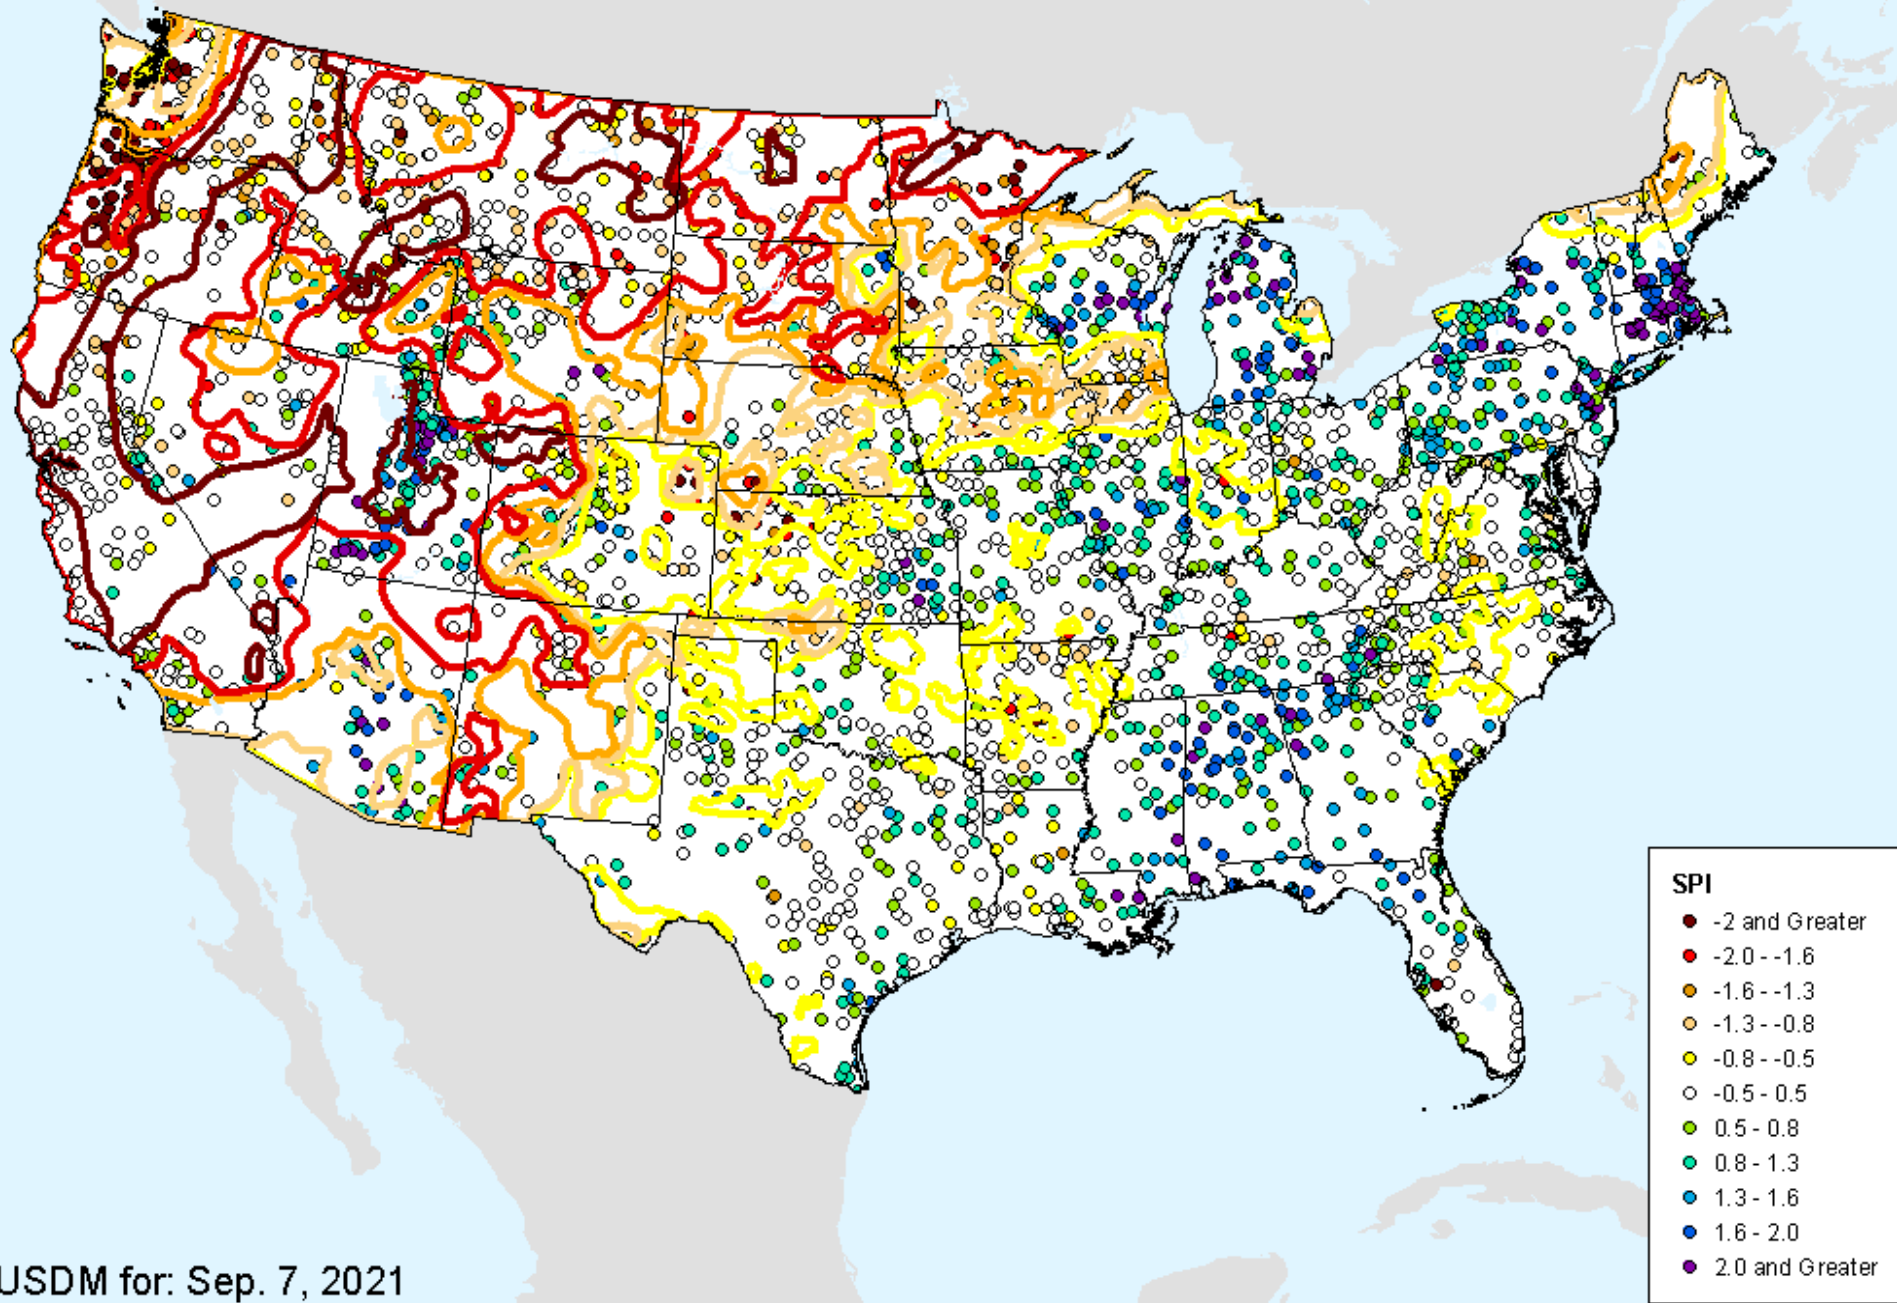 SPI
-2 and Greater
-2.0 - -1.6
-1.6 - -1.3
-1.3 - -0.8
-0.8 - -0.5
-0.5 - 0.5
0.5 - 0.8
0.8 - 1.3
1.3 - 1.6
1.6 - 2.0
2.0 and Greater
USDM for: Sep. 7, 2021